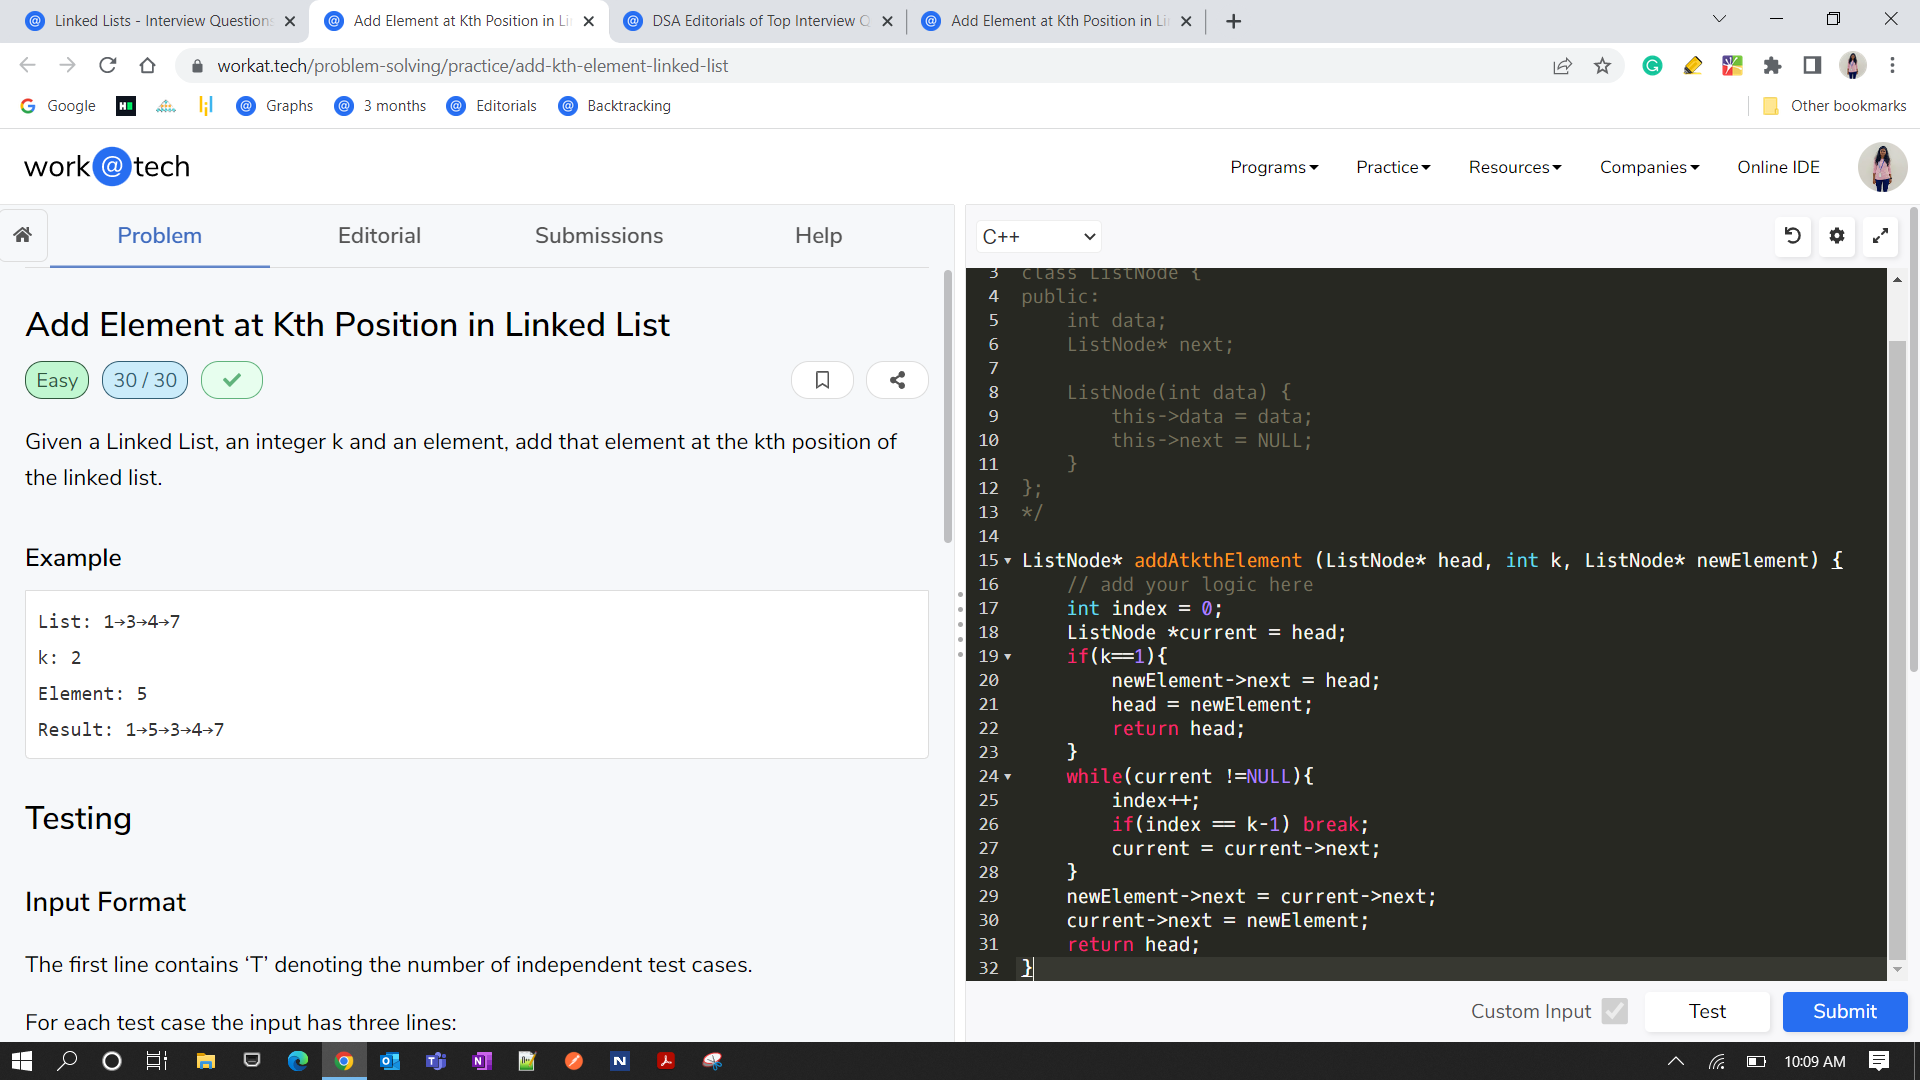 Linked Lists - Interview Questions
Add Element at Kth Position in Li
DSA Editorials of Top Interview Q
Add Element at Kth Position in Li
workat.tech/problem-solving/practice/add-kth-element-linked-list
Google
Graphs
3 months
Editorials
Backtracking
Other bookmarks
work@tech
Programs
Practice
Resources
Companies
Online IDE
Problem
Editorial
Submissions
Help
Add Element at Kth Position in Linked List
Easy
30 / 30
Given a Linked List, an integer k and an element, add that element at the kth position of
the linked list.
Example
List: 1→3→4→7
k: 2
Element: 5
Result: 1→5→3→4→7
Testing
Input Format
The first line contains ‘T’ denoting the number of independent test cases.
For each test case the input has three lines:
C++
3 class ListNode {
4 public:
5 int data;
6 ListNode* next;
7
8 ListNode(int data) {
9 this->data = data;
10 this->next = NULL;
11 }
12 };
13 */
14
15 ListNode* addAtkthElement (ListNode* head, int k, ListNode* newElement) {
16 // add your logic here
17 int index = 0;
18 ListNode *current = head;
19 if(k==1){
20 newElement->next = head;
21 head = newElement;
22 return head;
23 }
24 while(current !=NULL){
25 index++;
26 if(index == k-1) break;
27 current = current->next;
28 }
29 newElement->next = current->next;
30 current->next = newElement;
31 return head;
32 }
Custom Input
Test
Submit
10:09 AM